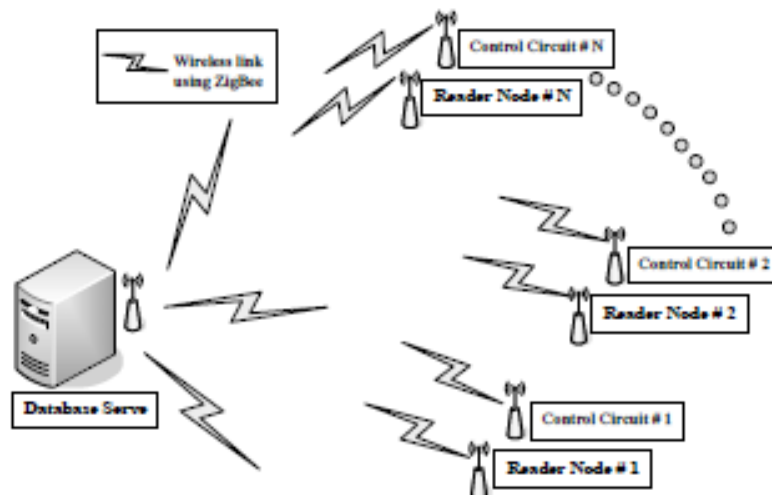 Wireless link
using ZigBee
Control Circuit # N
Reader Node # N
Control Circuit # 2
Reader Node # 2
Database Serve
Control Circuit # 1
Reader Node # 1